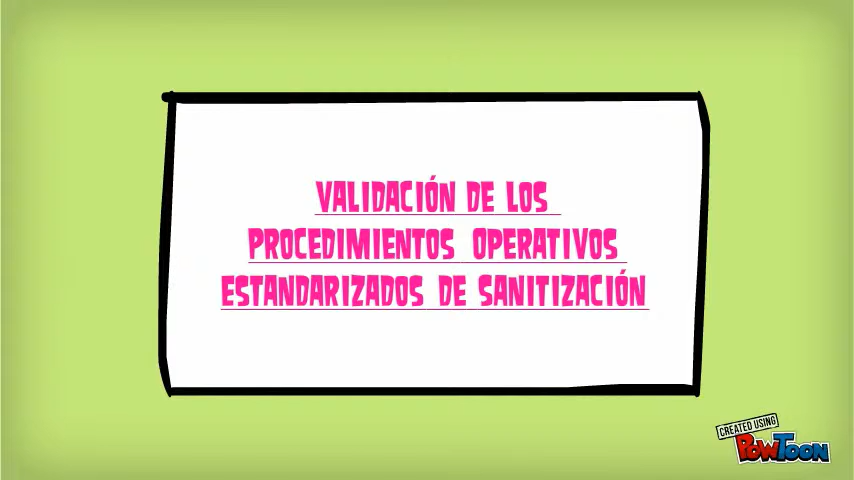 VALIDACIÓN DE LOS
PROCEDIMIENTOS OPERATIVOS
ESTANDARIZADOS DE SANITIZACIÓN
CREATED USING
POWTOON